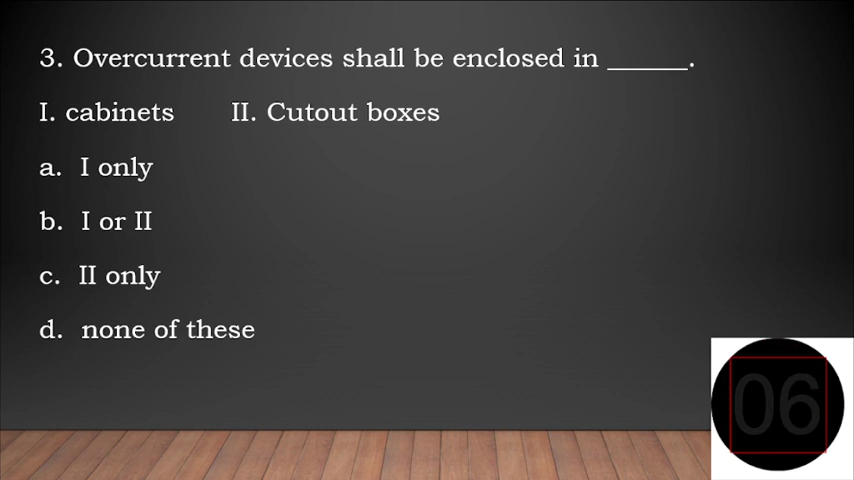 3. Overcurrent devices shall be enclosed in ______.
I. cabinets II. Cutout boxes
a. I only
b. I or II
c. II only
d. none of these
06